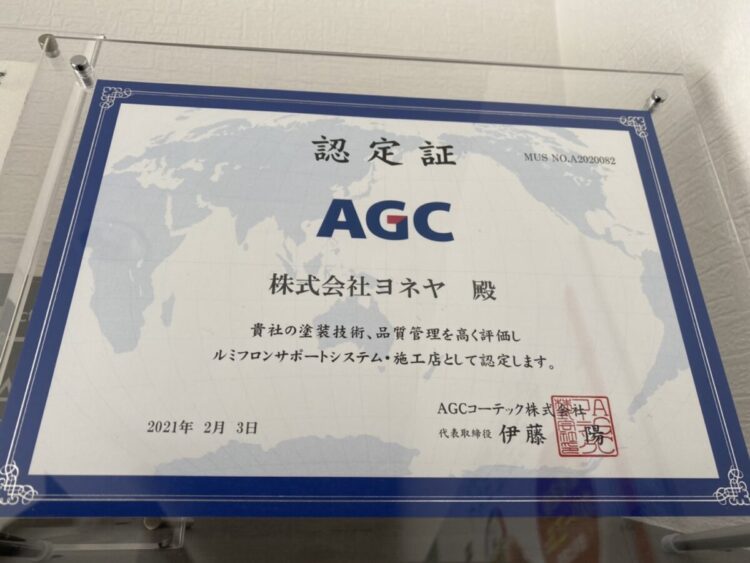 認定証
MUS NO.A2020082
AGC
株式会社ヨネヤ 殿
貴社の塗装技術、品質管理を高く評価し
ルミフロンサポートシステム・施工店として認定します。
2021年 2月 3日
AGCコーテック株式会社
代表取締役 伊藤 陽